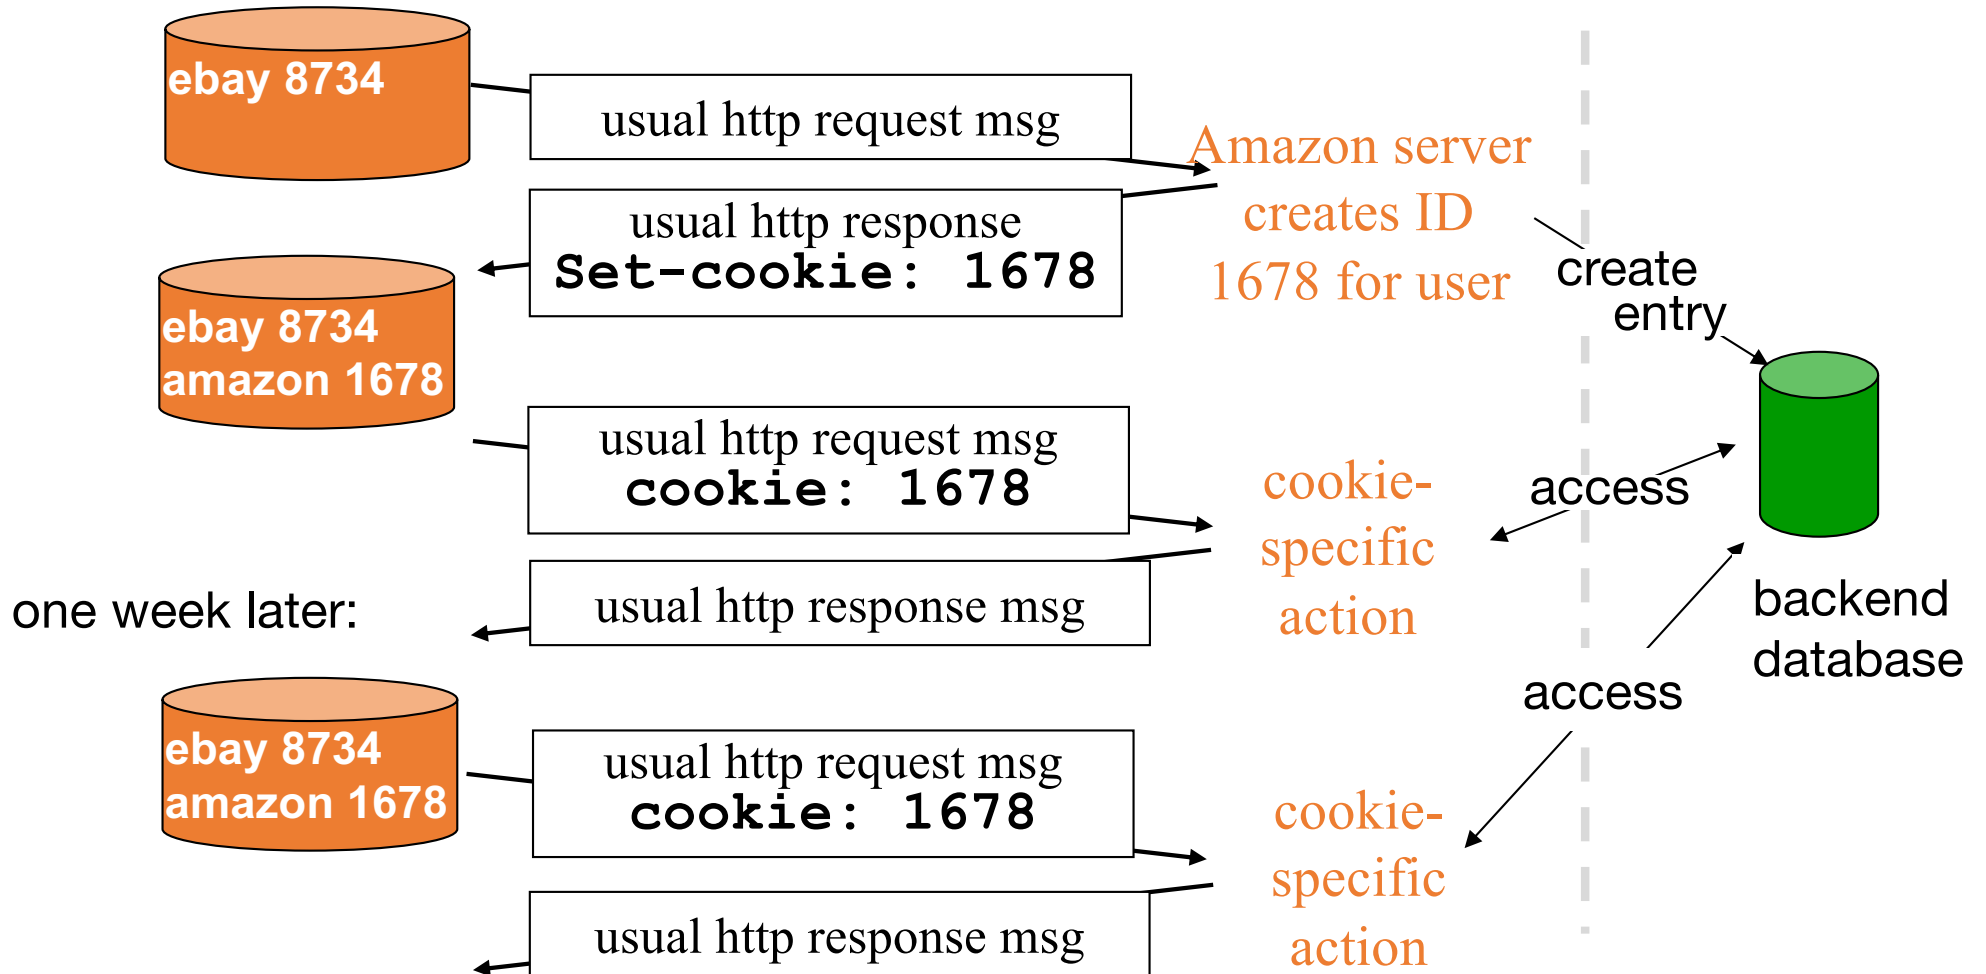 ebay 8734
usual http request msg
Amazon server
creates ID
1678 for user
usual http response
Set-cookie: 1678
create
entry
ebay 8734
amazon 1678
usual http request msg
cookie: 1678
cookie-
specific
action
access
usual http response msg
one week later:
backend
database
access
ebay 8734
amazon 1678
usual http request msg
cookie: 1678
cookie-
specific
action
usual http response msg